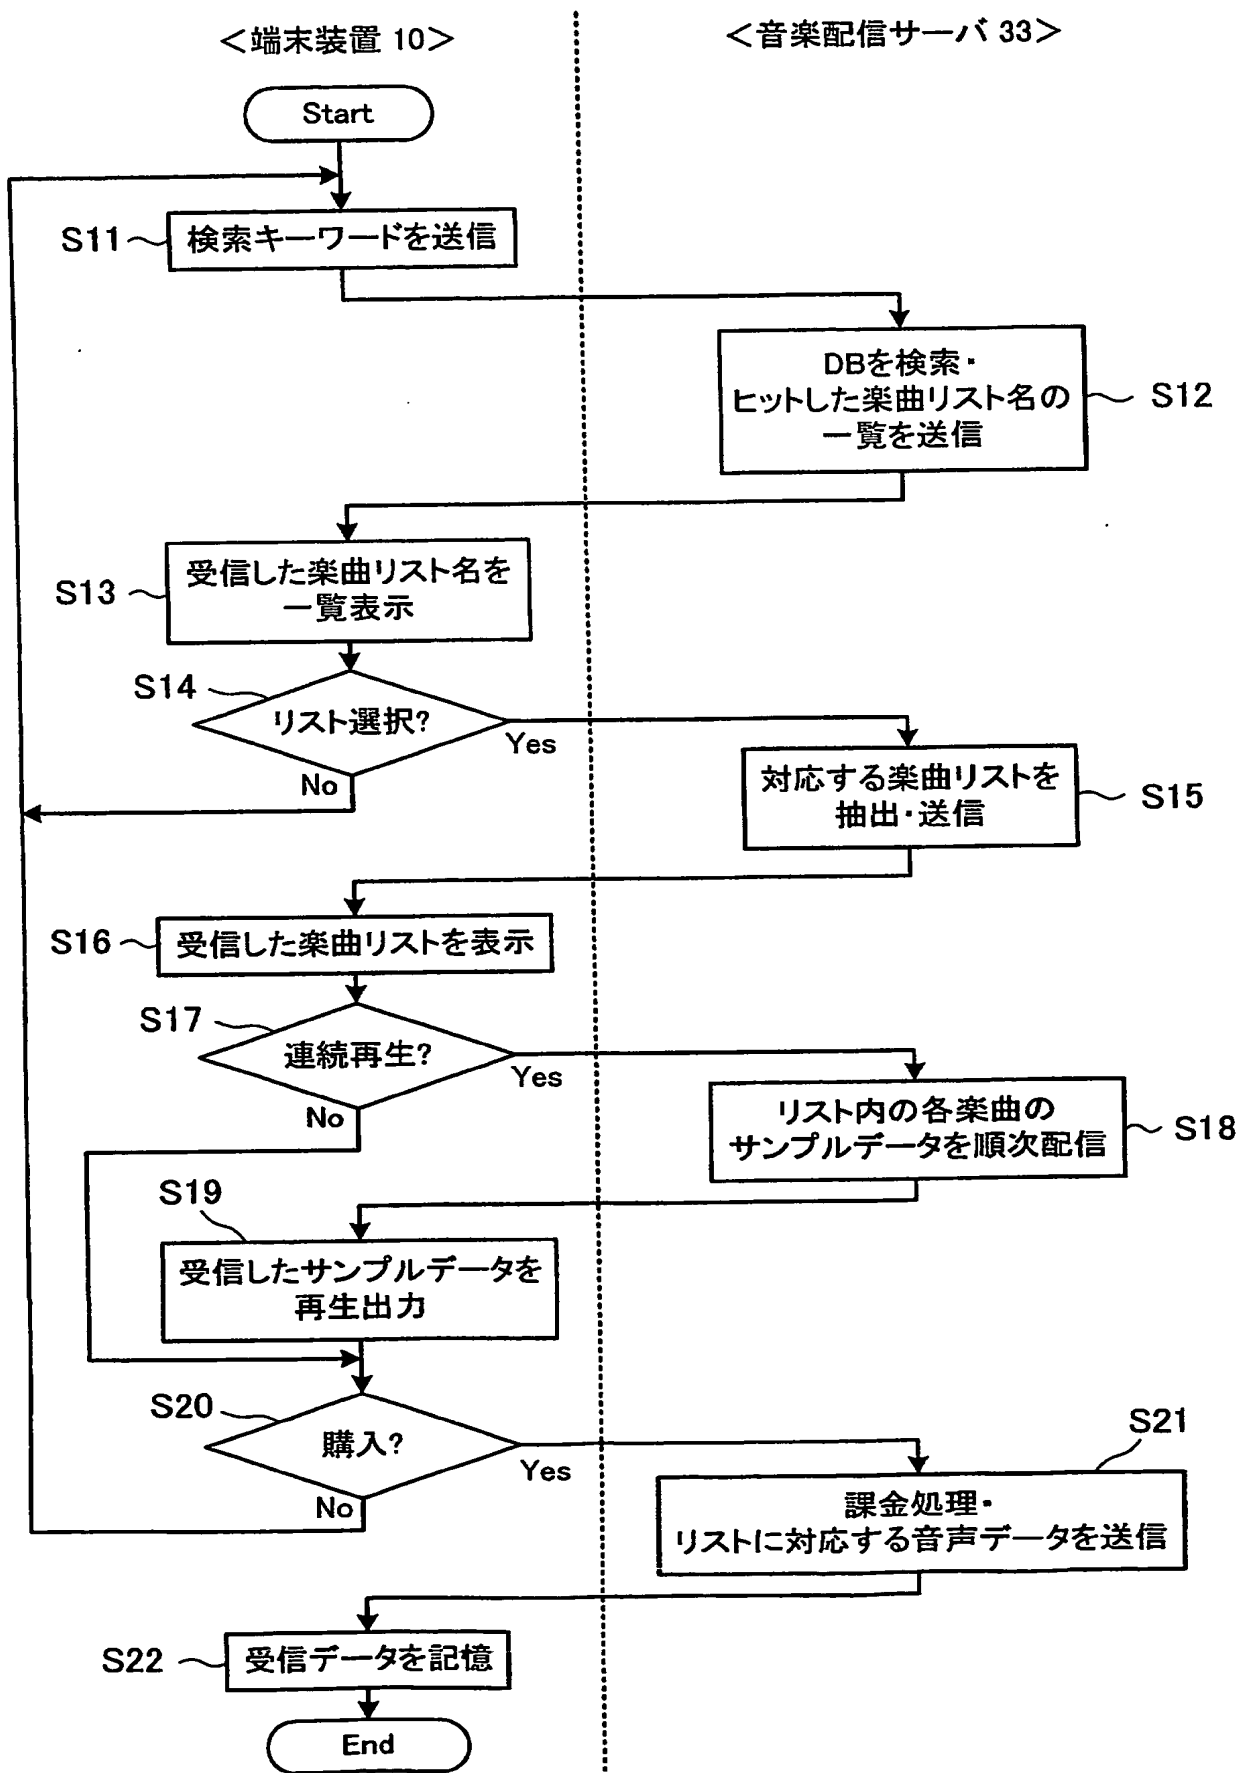 ＜端末装置 10＞
＜音楽配信サーバ 33＞
Start
S11
検索キーワードを送信
DBを検索・
ヒットした楽曲リスト名の
一覧を送信
S12
S13
受信した楽曲リスト名を
一覧表示
S14
リスト選択?
Yes
No
対応する楽曲リストを
抽出・送信
S15
S16
受信した楽曲リストを表示
S17
連続再生?
Yes
No
リスト内の各楽曲の
サンプルデータを順次配信
S18
S19
受信したサンプルデータを
再生出力
S20
購入?
Yes
No
S21
課金処理・
リストに対応する音声データを送信
S22
受信データを記憶
End